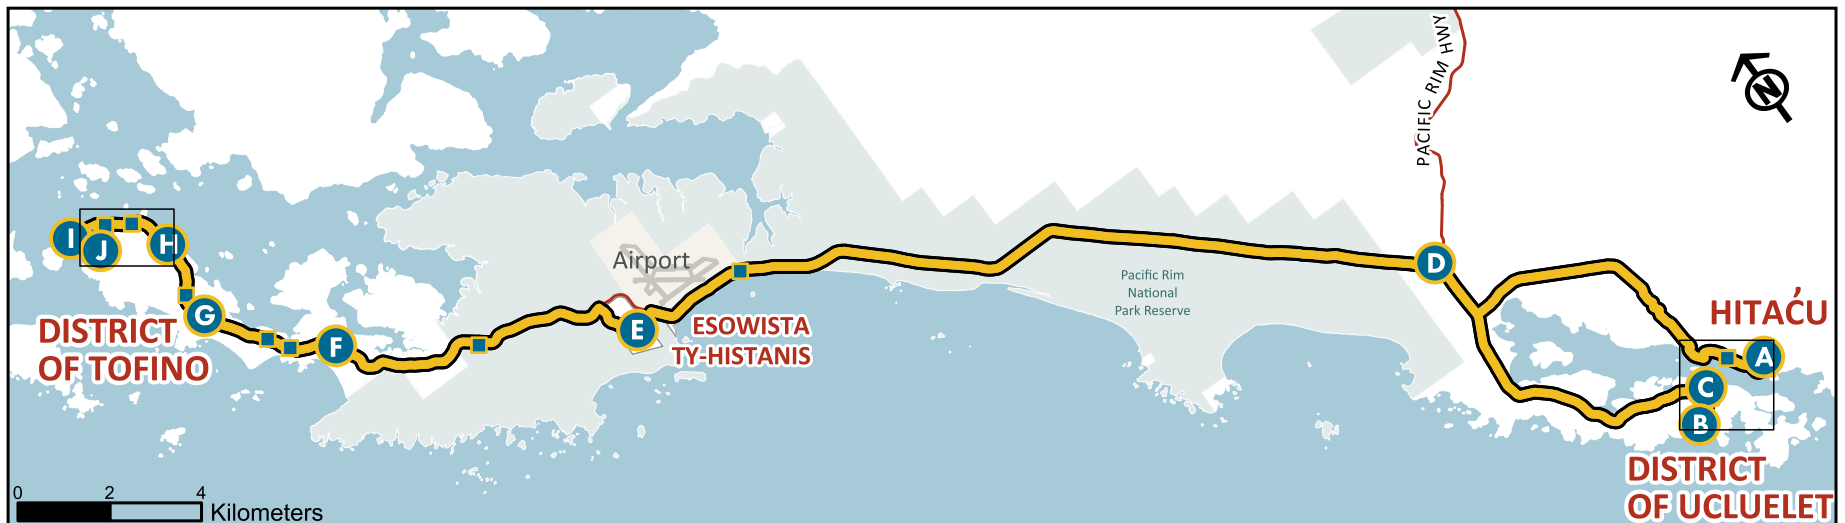 PACIFIC RIM HWY
N
I
J
H
G
F
DISTRICT
OF TOFINO
Airport
E
ESOWISTA
TY-HISTANIS
Pacific Rim
National
Park Reserve
D
HITAĆU
A
C
B
DISTRICT
OF UCLUELET
0 2 4
Kilometers